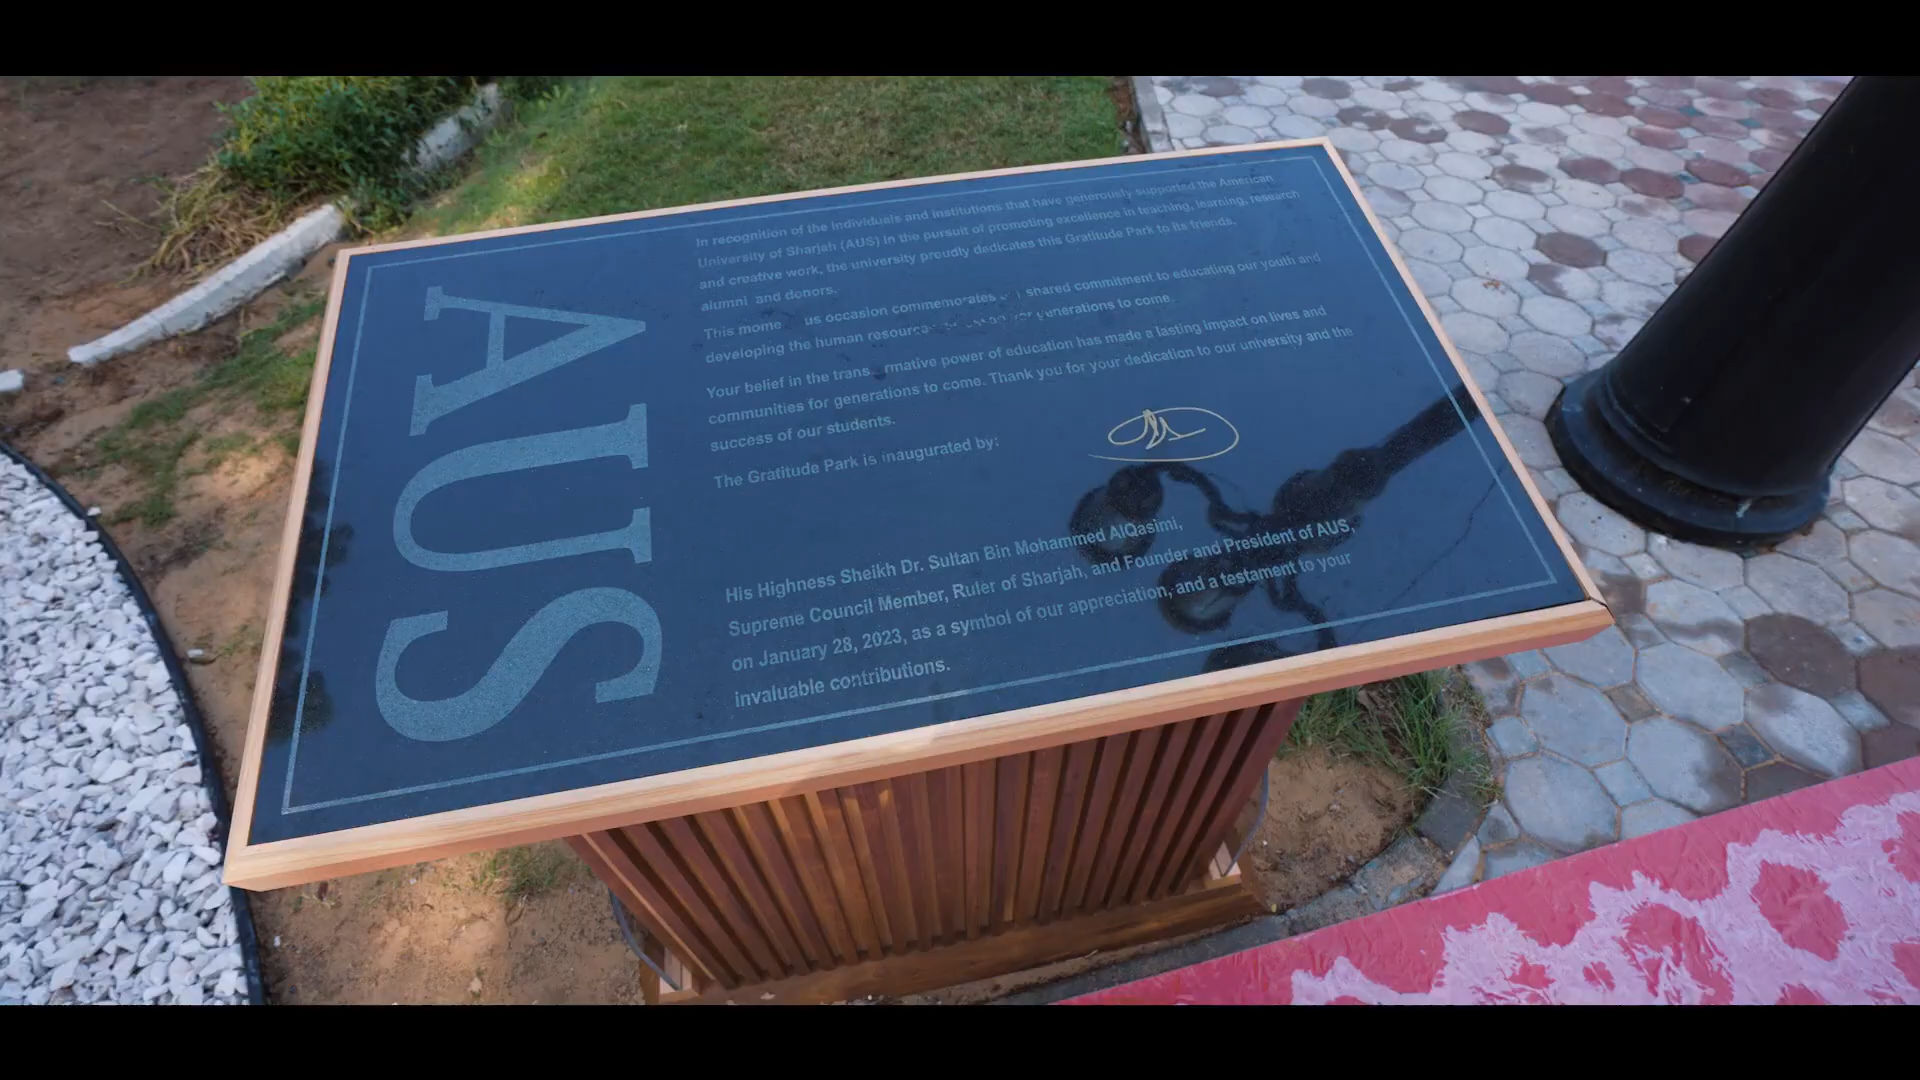 AUS
In recognition of the individuals and institutions that have generously supported the American
University of Sharjah (AUS) in the pursuit of promoting excellence in teaching, learning, research
and creative work, the university proudly dedicates this Gratitude Park to its friends,
alumni and donors.
This mome us occasion commemorates shared commitment to educating our youth and
developing the human resources generations to come.
Your belief in the trans rmative power of education has made a lasting impact on lives and
communities for generations to come. Thank you for your dedication to our university and the
success of our students.
The Gratitude Park is inaugurated by:
His Highness Sheikh Dr. Sultan Bin Mohammed AlQasimi,
Supreme Council Member, Ruler of Sharjah, and Founder and President of AUS,
on January 28, 2023, as a symbol of our appreciation, and a testament to your
invaluable contributions.